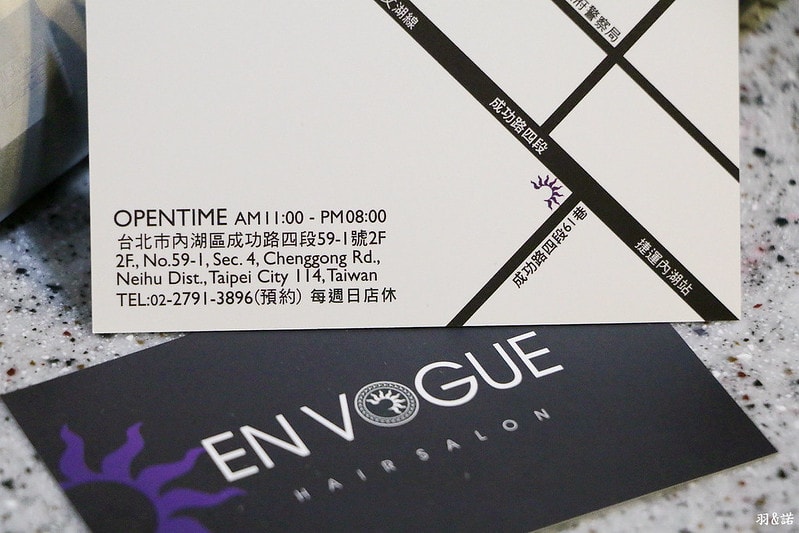 文湖線
警察局
成功路四段
成功路四段61巷
捷運內湖站
OPENTIME AM11:00 - PM08:00
台北市內湖區成功路四段59-1號2F
2F., No.59-1, Sec. 4, Chenggong Rd.,
Neihu Dist., Taipei City 114, Taiwan
TEL:02-2791-3896(預約) 每週日店休
EN VOGUE
HAIRSALON
羽&諾